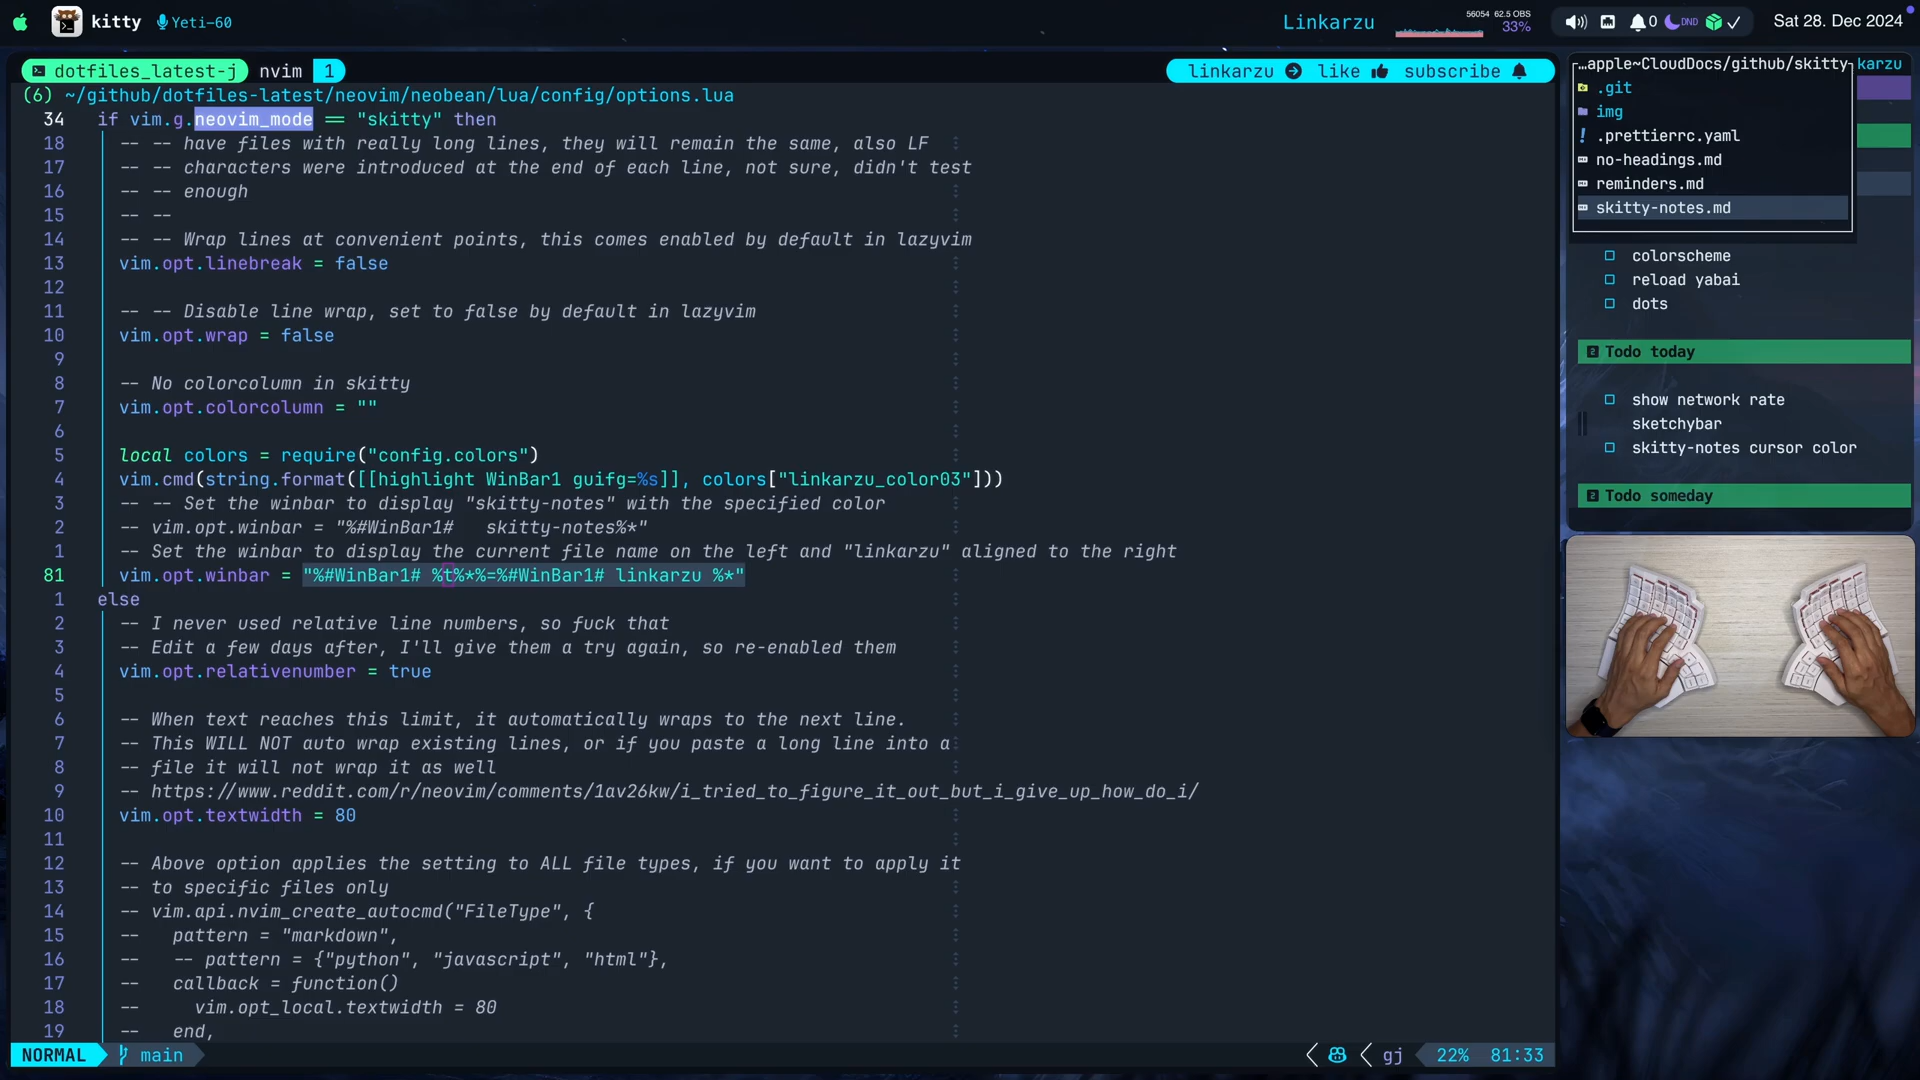 kitty Yeti-60
Linkarzu
56054 62.5 OBS
33%
0 DND
Sat 28. Dec 2024
dotfiles_latest-j nvim 1
linkarzu like subscribe
(6) ~/github/dotfiles-latest/neovim/neobean/lua/config/options.lua
34 if vim.g.neovim_mode == "skitty" then
18 -- -- have files with really long lines, they will remain the same, also LF
17 -- -- characters were introduced at the end of each line, not sure, didn't test
16 -- -- enough
15 -- --
14 -- -- Wrap lines at convenient points, this comes enabled by default in lazyvim
13 vim.opt.linebreak = false
12
11 -- -- Disable line wrap, set to false by default in lazyvim
10 vim.opt.wrap = false
9
8 -- No colorcolumn in skitty
7 vim.opt.colorcolumn = ""
6
5 local colors = require("config.colors")
4 vim.cmd(string.format([[highlight WinBar1 guifg=%s]], colors["linkarzu_color03"]))
3 -- -- Set the winbar to display "skitty-notes" with the specified color
2 -- vim.opt.winbar = "%#WinBar1#   skitty-notes%*"
1 -- Set the winbar to display the current file name on the left and "linkarzu" aligned to the right
81 vim.opt.winbar = "%#WinBar1# %t%*%=%#WinBar1# linkarzu %*"
1 else
2 -- I never used relative line numbers, so fuck that
3 -- Edit a few days after, I'll give them a try again, so re-enabled them
4 vim.opt.relativenumber = true
5
6 -- When text reaches this limit, it automatically wraps to the next line.
7 -- This WILL NOT auto wrap existing lines, or if you paste a long line into a
8 -- file it will not wrap it as well
9 -- https://www.reddit.com/r/neovim/comments/1av26kw/i_tried_to_figure_it_out_but_i_give_up_how_do_i/
10 vim.opt.textwidth = 80
11
12 -- Above option applies the setting to ALL file types, if you want to apply it
13 -- to specific files only
14 -- vim.api.nvim_create_autocmd("FileType", {
15 --   pattern = "markdown",
16 --   -- pattern = {"python", "javascript", "html"},
17 --   callback = function()
18 --     vim.opt_local.textwidth = 80
19 --   end,
NORMAL main
gj 22% 81:33
…apple~CloudDocs/github/skitty karzu
.git
img
.prettierrc.yaml
no-headings.md
reminders.md
skitty-notes.md
colorscheme
reload yabai
dots
2 Todo today
show network rate
sketchybar
skitty-notes cursor color
2 Todo someday